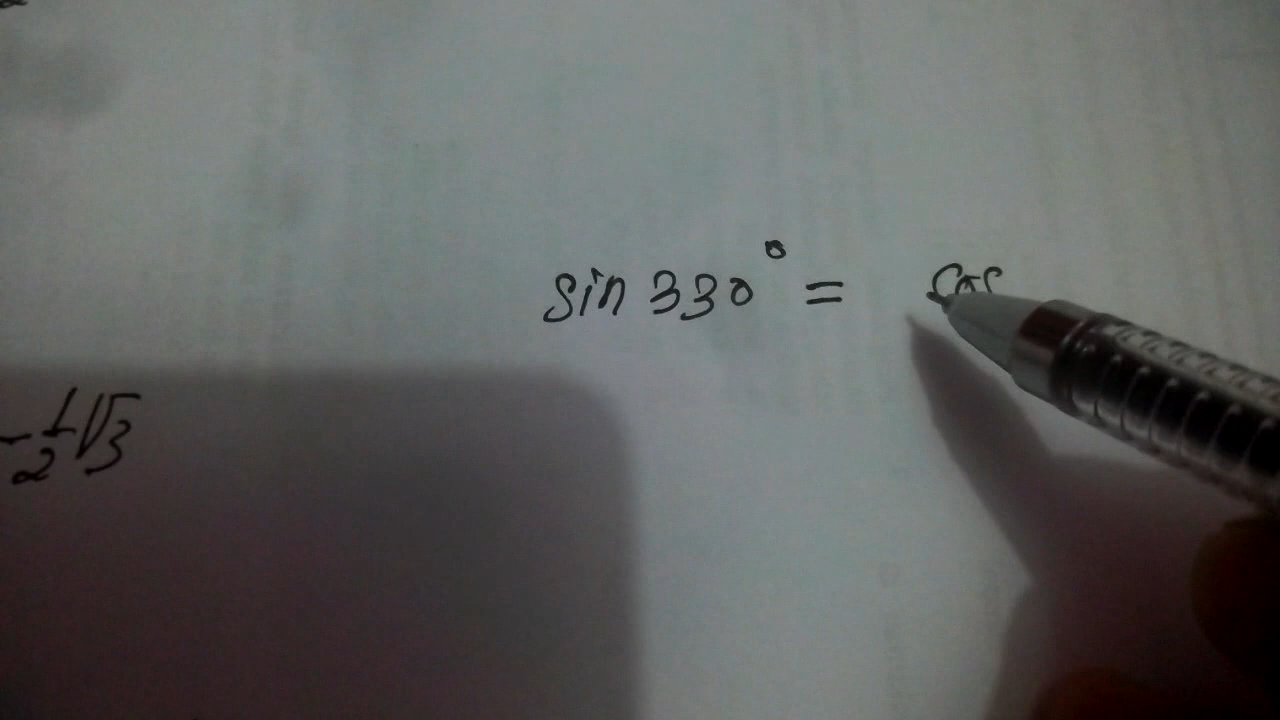 sin 330° = cos
-1/2√3